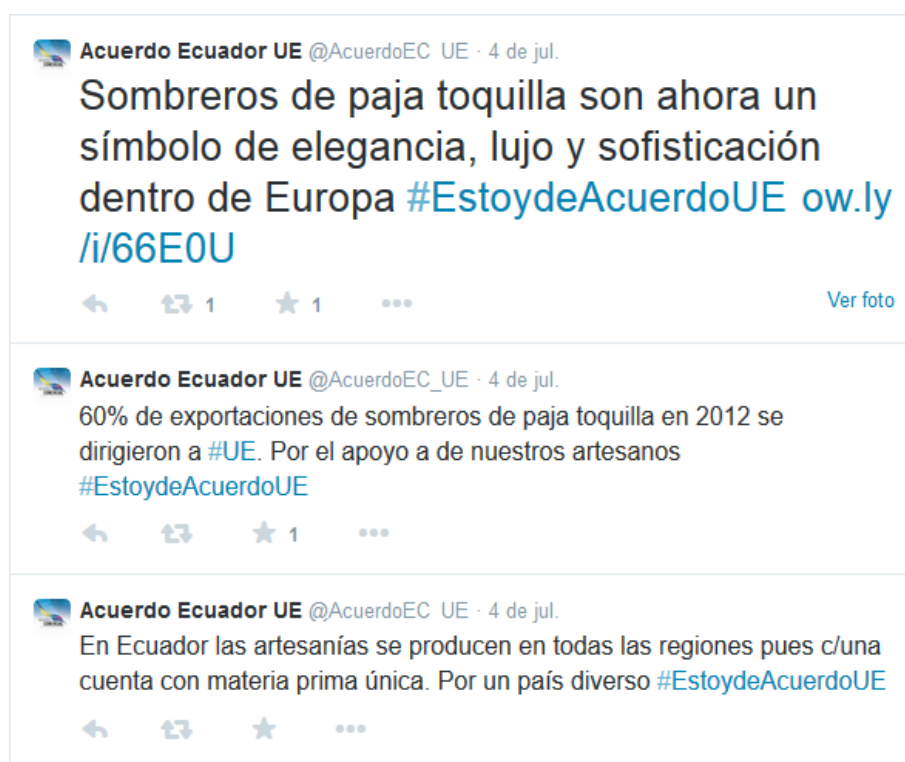 Acuerdo Ecuador UE @AcuerdoEC_UE · 4 de jul.
Sombreros de paja toquilla son ahora un
símbolo de elegancia, lujo y sofisticación
dentro de Europa #EstoydeAcuerdoUE ow.ly
/i/66E0U
1 1 Ver foto
Acuerdo Ecuador UE @AcuerdoEC_UE · 4 de jul.
60% de exportaciones de sombreros de paja toquilla en 2012 se
dirigieron a #UE. Por el apoyo a de nuestros artesanos
#EstoydeAcuerdoUE
1
Acuerdo Ecuador UE @AcuerdoEC_UE · 4 de jul.
En Ecuador las artesanías se producen en todas las regiones pues c/una
cuenta con materia prima única. Por un país diverso #EstoydeAcuerdoUE